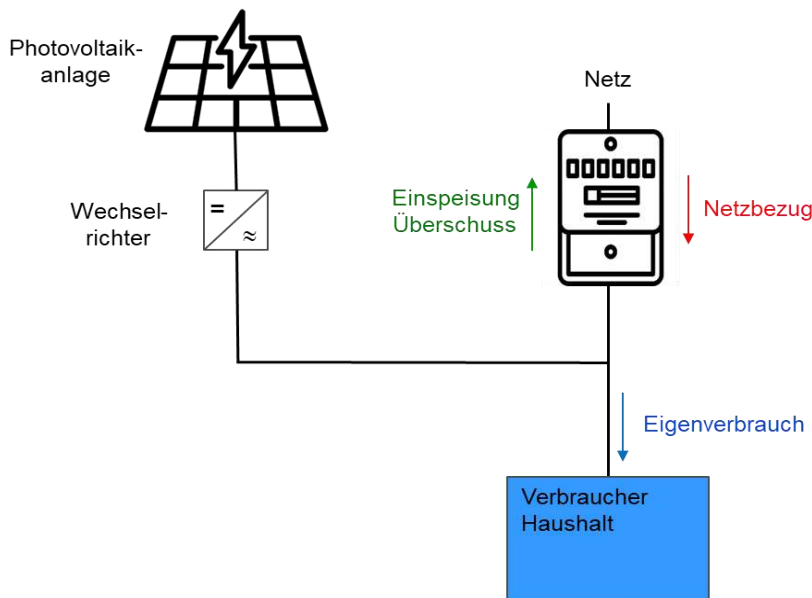 Photovoltaik-
anlage
Netz
Wechsel-
richter
=
≈
Einspeisung
Überschuss
Netzbezug
Eigenverbrauch
Verbraucher
Haushalt